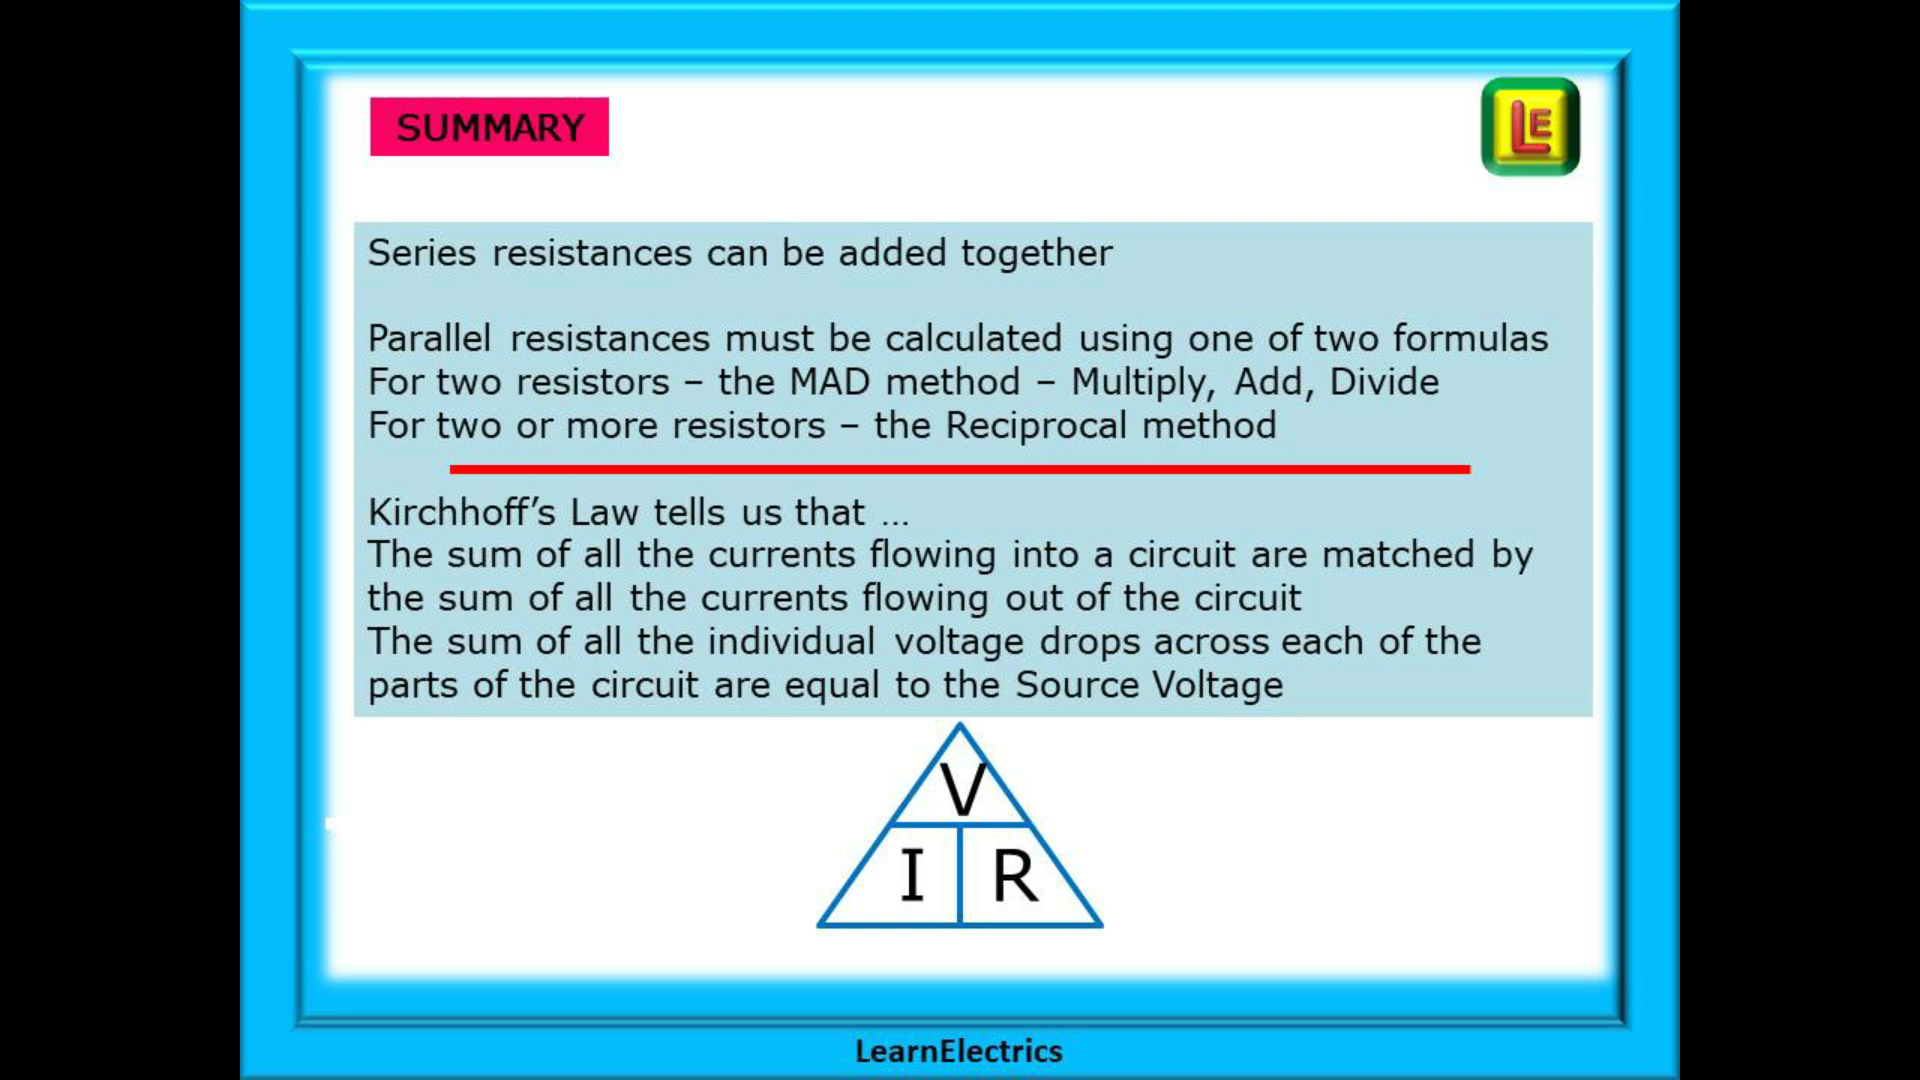 SUMMARY
LE
Series resistances can be added together
Parallel resistances must be calculated using one of two formulas
For two resistors – the MAD method – Multiply, Add, Divide
For two or more resistors – the Reciprocal method
Kirchhoff’s Law tells us that …
The sum of all the currents flowing into a circuit are matched by
the sum of all the currents flowing out of the circuit
The sum of all the individual voltage drops across each of the
parts of the circuit are equal to the Source Voltage
V
I R
LearnElectrics